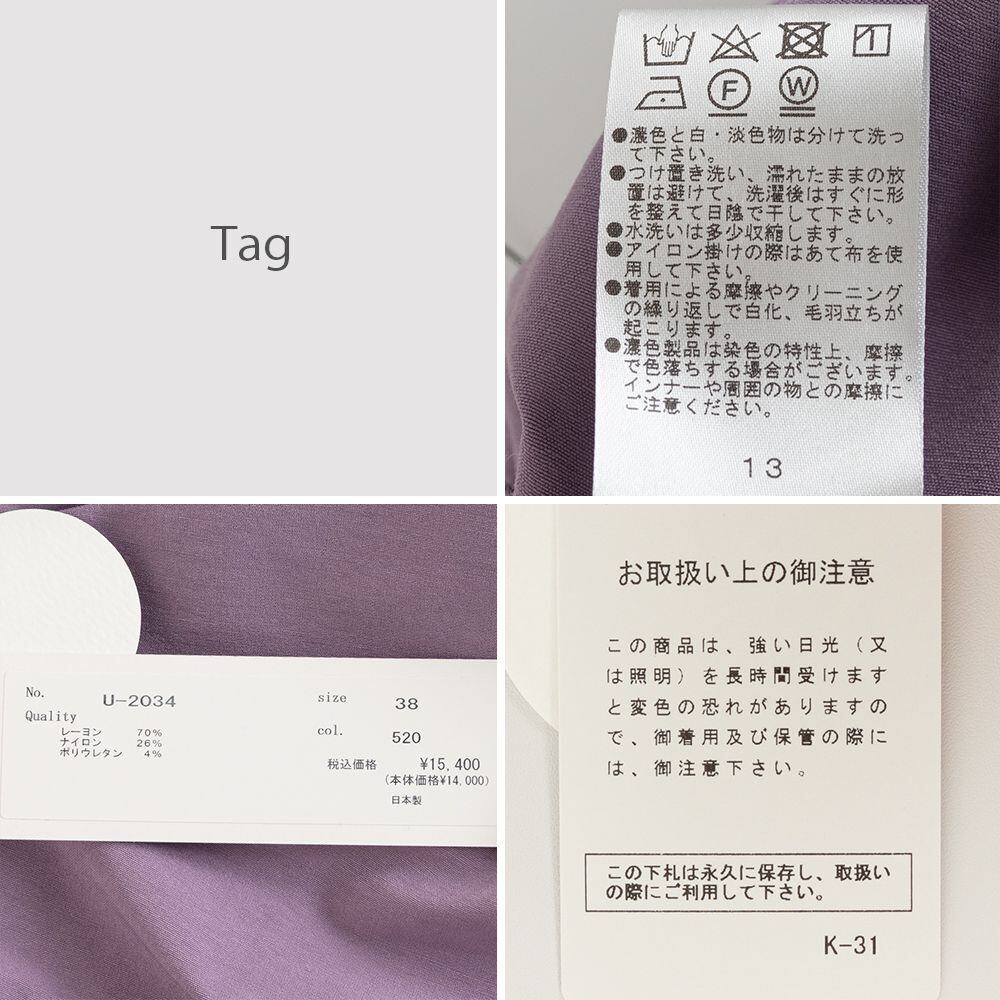 Tag
F
W
●濃色と白・淡色物は分けて洗っ
て下さい。
●つけ置き洗い、濡れたままの放
置は避けて、洗濯後はすぐに形
を整えて日陰で干して下さい。
●水洗いは多少収縮します。
●アイロン掛けの際はあて布を使
用して下さい。
●着用による摩擦やクリーニング
の繰り返しで白化、毛羽立ちが
起こります。
●濃色製品は染色の特性上、摩擦
で色落ちする場合がございます。
インナーや周囲の物との摩擦に
ご注意ください。
13
No. U-2034 size 38
Quality
レーヨン 70%
ナイロン 26%
ポリウレタン 4%
col. 520
税込価格 ¥15,400
(本体価格¥14,000)
日本製
お取扱い上の御注意
この商品は、強い日光（又
は照明）を長時間受けます
と変色の恐れがありますの
で、御着用及び保管の際に
は、御注意下さい。
この下札は永久に保存し、取扱い
の際にご利用して下さい。
K-31